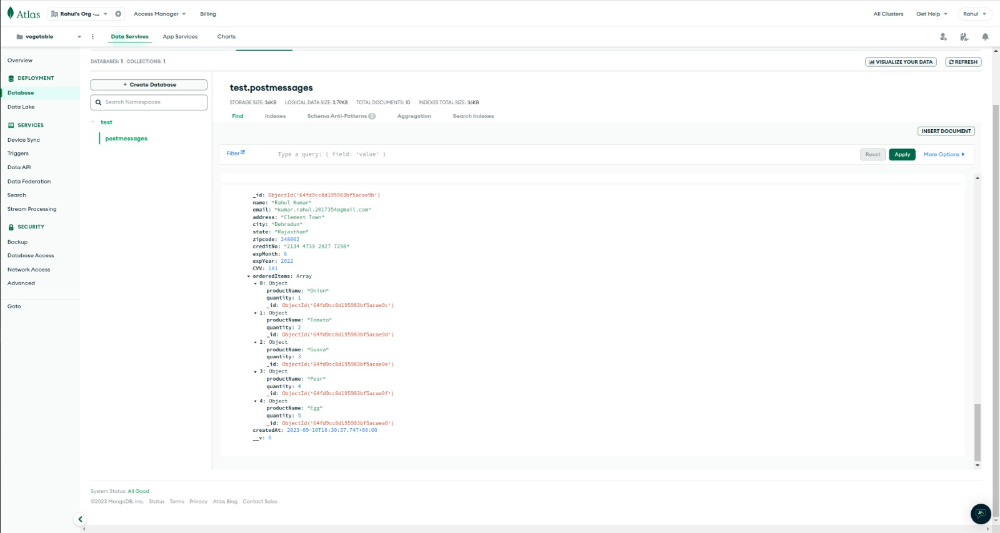 Atlas
Rahul's Org -...
Access Manager
Billing
All Clusters
Get Help
Rahul
vegetable
Data Services
App Services
Charts
Overview
DEPLOYMENT
Database
Data Lake
SERVICES
Device Sync
Triggers
Data API
Data Federation
Search
Stream Processing
SECURITY
Backup
Database Access
Network Access
Advanced
Goto
DATABASES: 1 COLLECTIONS: 1
VISUALIZE YOUR DATA
REFRESH
+ Create Database
Search Namespaces
test
postmessages
test.postmessages
STORAGE SIZE: 36KB LOGICAL DATA SIZE: 3.79KB TOTAL DOCUMENTS: 10 INDEXES TOTAL SIZE: 36KB
Find
Indexes
Schema Anti-Patterns 0
Aggregation
Search Indexes
INSERT DOCUMENT
Filter
Type a query: { field: 'value' }
Reset
Apply
More Options
_id: ObjectId('64fd9cc8d195983bf5acae9b')
name: "Rahul Kumar"
email: "kumar.rahul.2017354@gmail.com"
address: "Clement Town"
city: "Dehradun"
state: "Rajasthan"
zipcode: 248002
creditNo: "2134 4739 2827 7298"
expMonth: 6
expYear: 2022
CVV: 101
orderedItems: Array
0: Object
productName: "Onion"
quantity: 1
_id: ObjectId('64fd9cc8d195983bf5acae9c')
1: Object
productName: "Tomato"
quantity: 2
_id: ObjectId('64fd9cc8d195983bf5acae9d')
2: Object
productName: "Guava"
quantity: 3
_id: ObjectId('64fd9cc8d195983bf5acae9e')
3: Object
productName: "Pear"
quantity: 4
_id: ObjectId('64fd9cc8d195983bf5acae9f')
4: Object
productName: "Egg"
quantity: 5
_id: ObjectId('64fd9cc8d195983bf5acaea0')
createdAt: 2023-09-10T10:30:37.747+00:00
__v: 0
System Status: All Good
©2023 MongoDB, Inc. Status Terms Privacy Atlas Blog Contact Sales